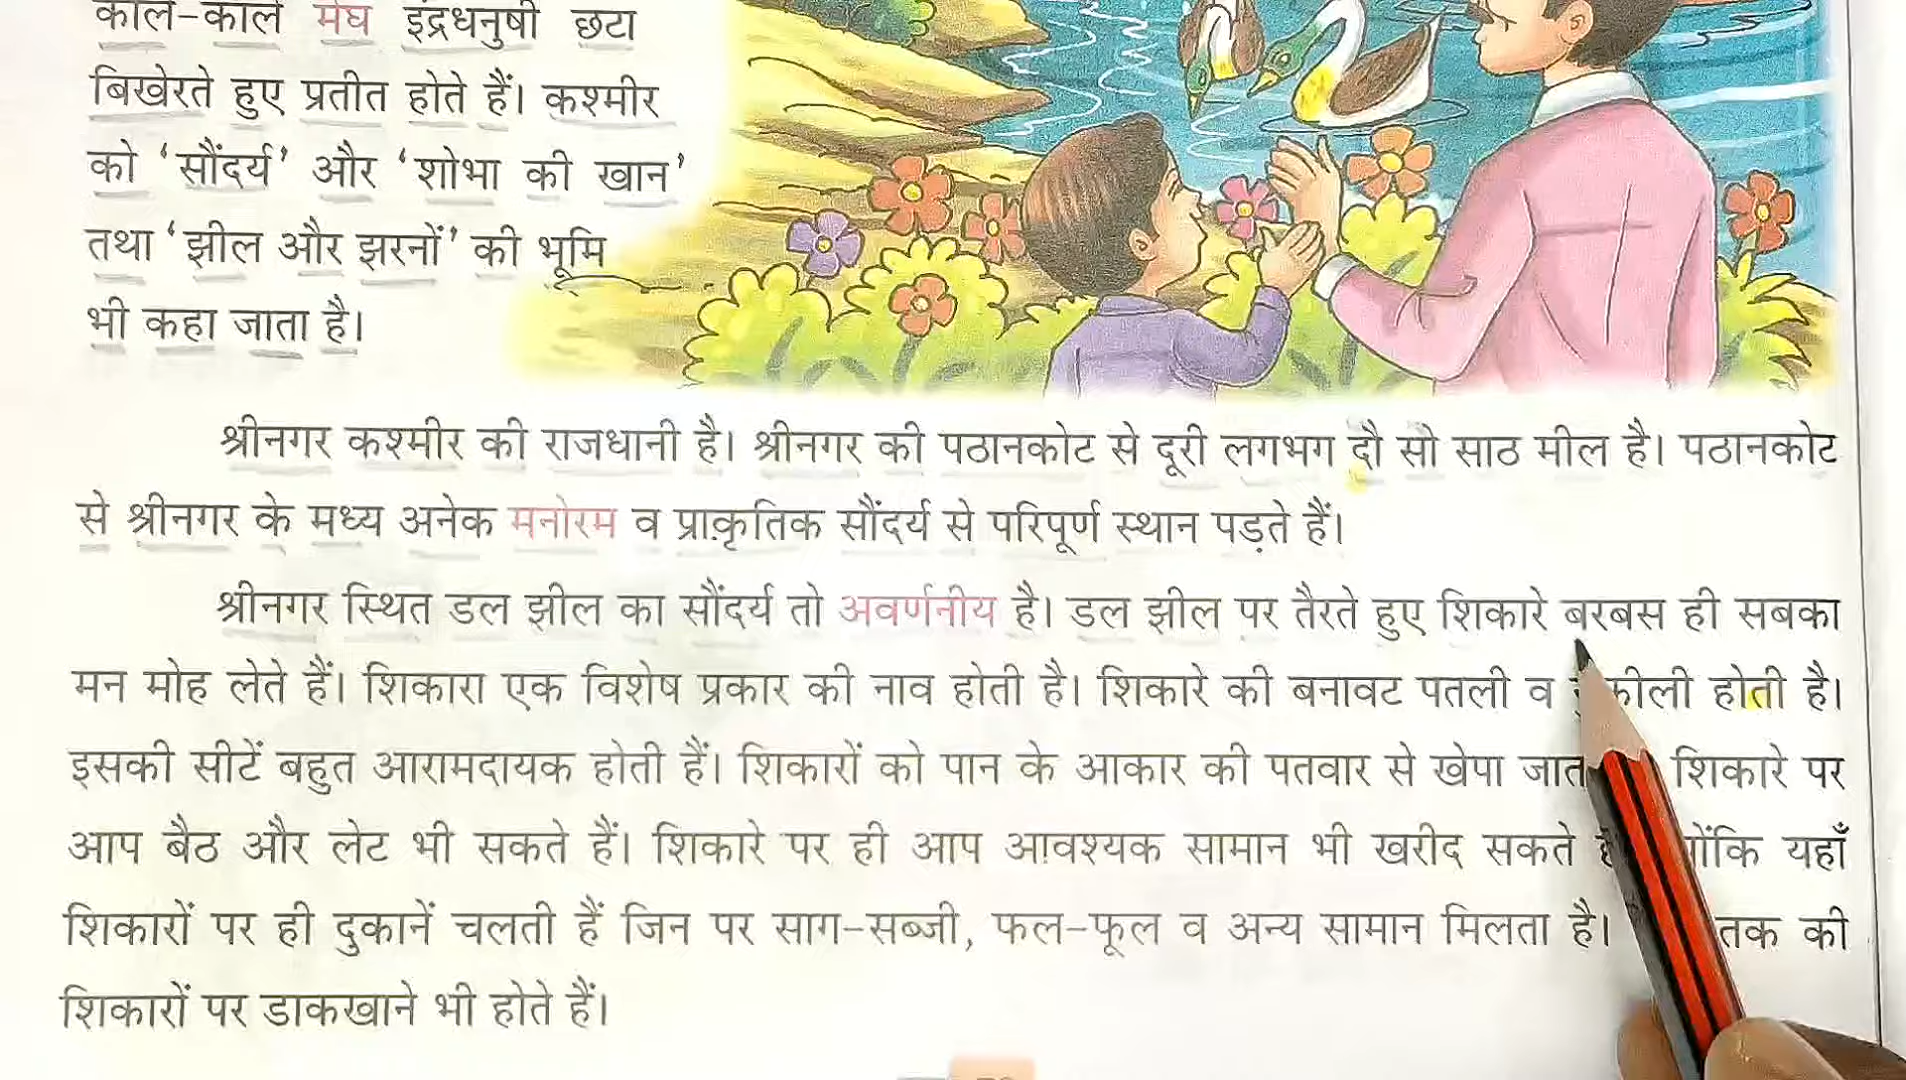 काले-काले मेघ इंद्रधनुषी छटा
बिखेरते हुए प्रतीत होते हैं। कश्मीर
को ‘सौंदर्य’ और ‘शोभा की खान’
तथा ‘झील और झरनों’ की भूमि
भी कहा जाता है।
श्रीनगर कश्मीर की राजधानी है। श्रीनगर की पठानकोट से दूरी लगभग दौ सो साठ मील है। पठानकोट
से श्रीनगर के मध्य अनेक मनोरम व प्राकृतिक सौंदर्य से परिपूर्ण स्थान पड़ते हैं।
श्रीनगर स्थित डल झील का सौंदर्य तो अवर्णनीय है। डल झील पर तैरते हुए शिकारे बरबस ही सबका
मन मोह लेते हैं। शिकारा एक विशेष प्रकार की नाव होती है। शिकारे की बनावट पतली व होती है।
इसकी सीटें बहुत आरामदायक होती हैं। शिकारों को पान के आकार की पतवार से खेपा शिकारे पर
आप बैठ और लेट भी सकते हैं। शिकारे पर ही आप आवश्यक सामान भी खरीद सकते यहाँ
शिकारों पर ही दुकानें चलती हैं जिन पर साग-सब्जी, फल-फूल व अन्य सामान मिलता है। तक की
शिकारों पर डाकखाने भी होते हैं।